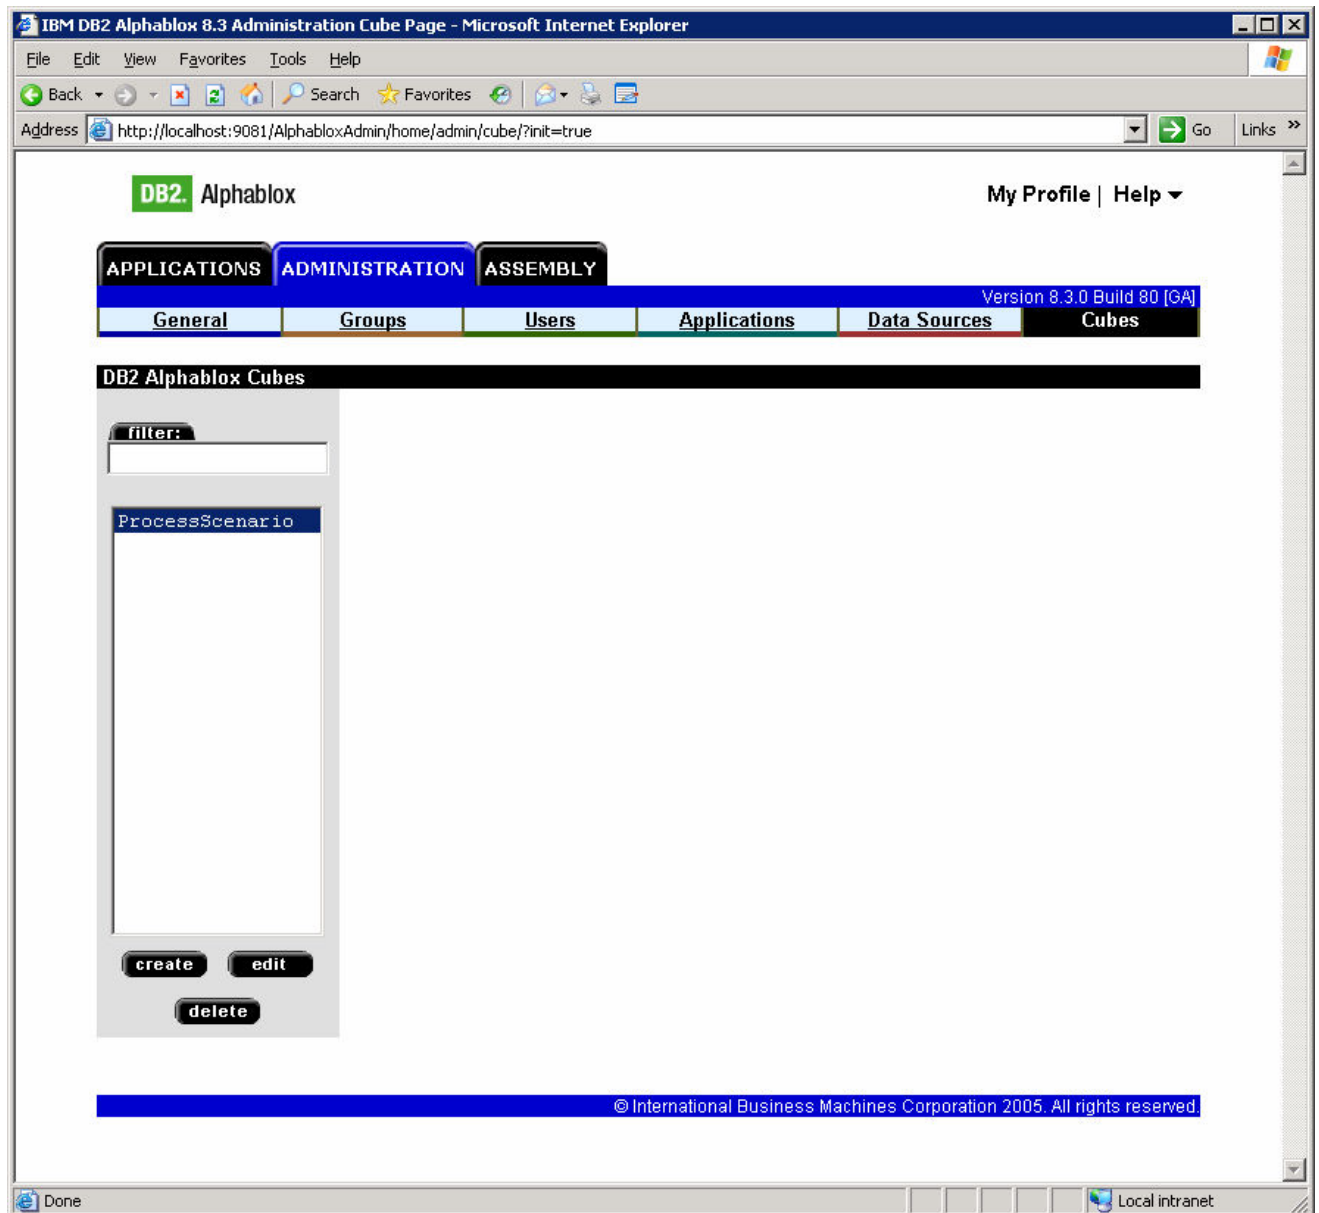 IBM DB2 Alphablox 8.3 Administration Cube Page - Microsoft Internet Explorer
File Edit View Favorites Tools Help
Back Search Favorites
Address http://localhost:9081/AlphabloxAdmin/home/admin/cube/?init=true Go Links »
DB2. Alphablox My Profile | Help
APPLICATIONS ADMINISTRATION ASSEMBLY
Version 8.3.0 Build 80 [GA]
General Groups Users Applications Data Sources Cubes
DB2 Alphablox Cubes
filter:
ProcessScenario
create edit
delete
© International Business Machines Corporation 2005. All rights reserved.
Done Local intranet